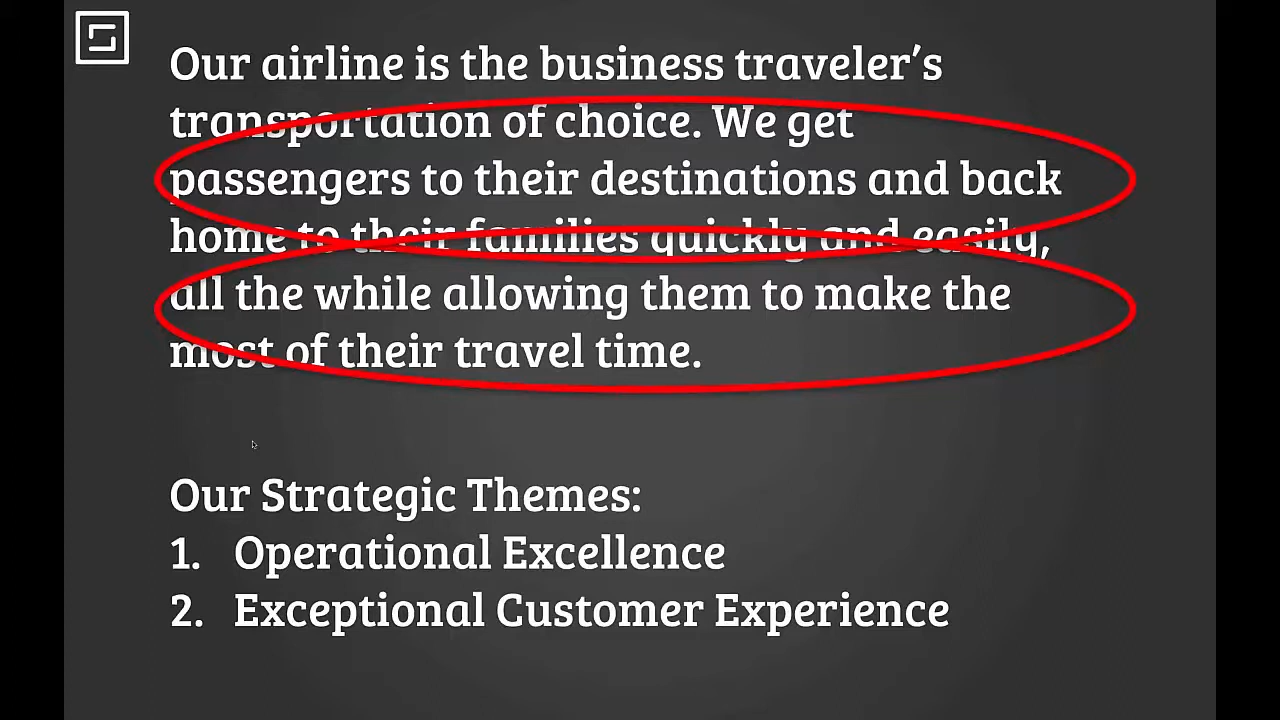 Our airline is the business traveler’s
transportation of choice. We get
passengers to their destinations and back
home to their families quickly and easily,
all the while allowing them to make the
most of their travel time.
Our Strategic Themes:
1. Operational Excellence
2. Exceptional Customer Experience